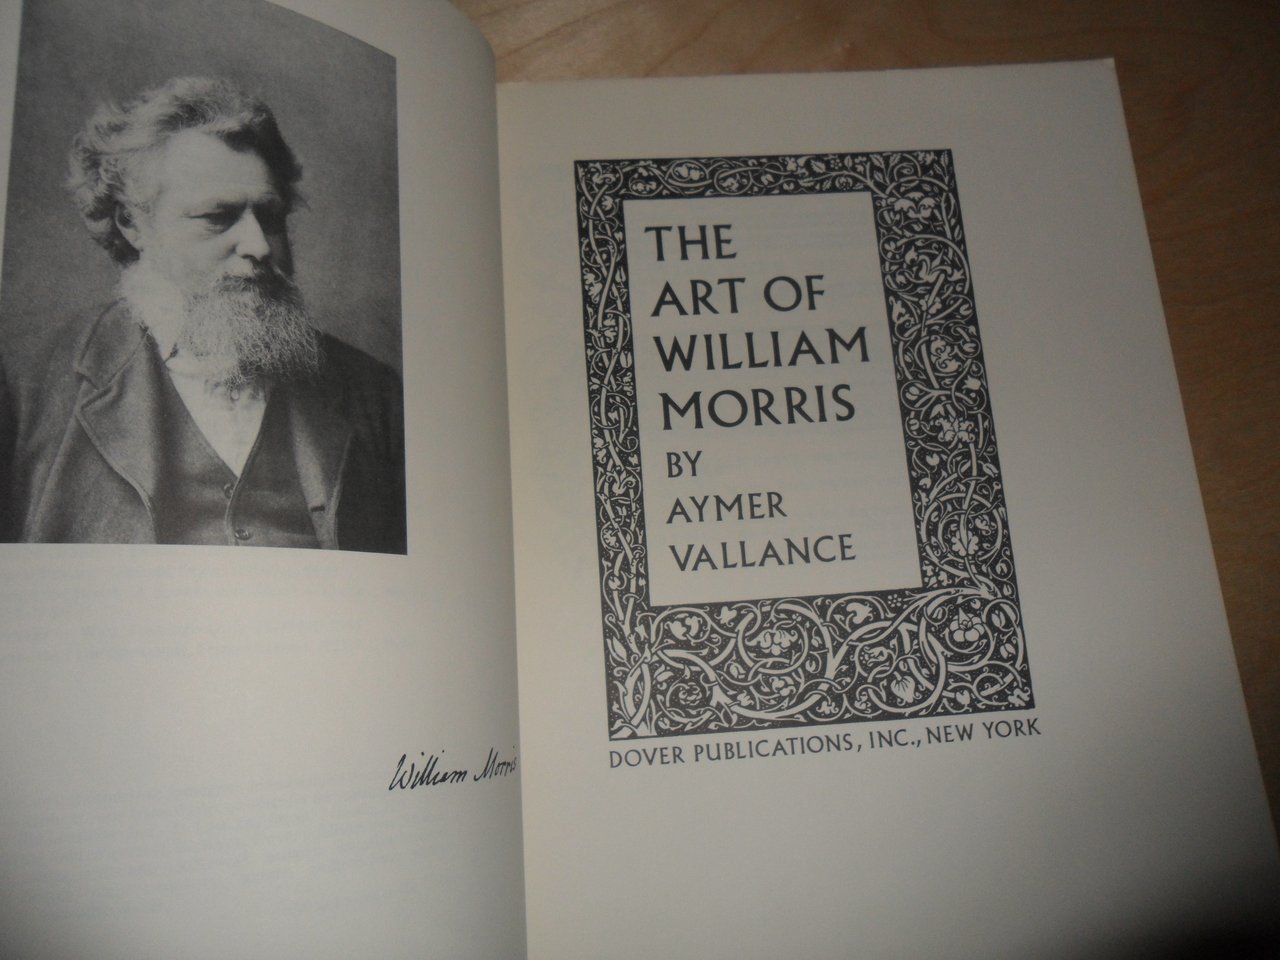 William Morris
THE
ART OF
WILLIAM
MORRIS
BY
AYMER
VALLANCE
DOVER PUBLICATIONS, INC., NEW YORK